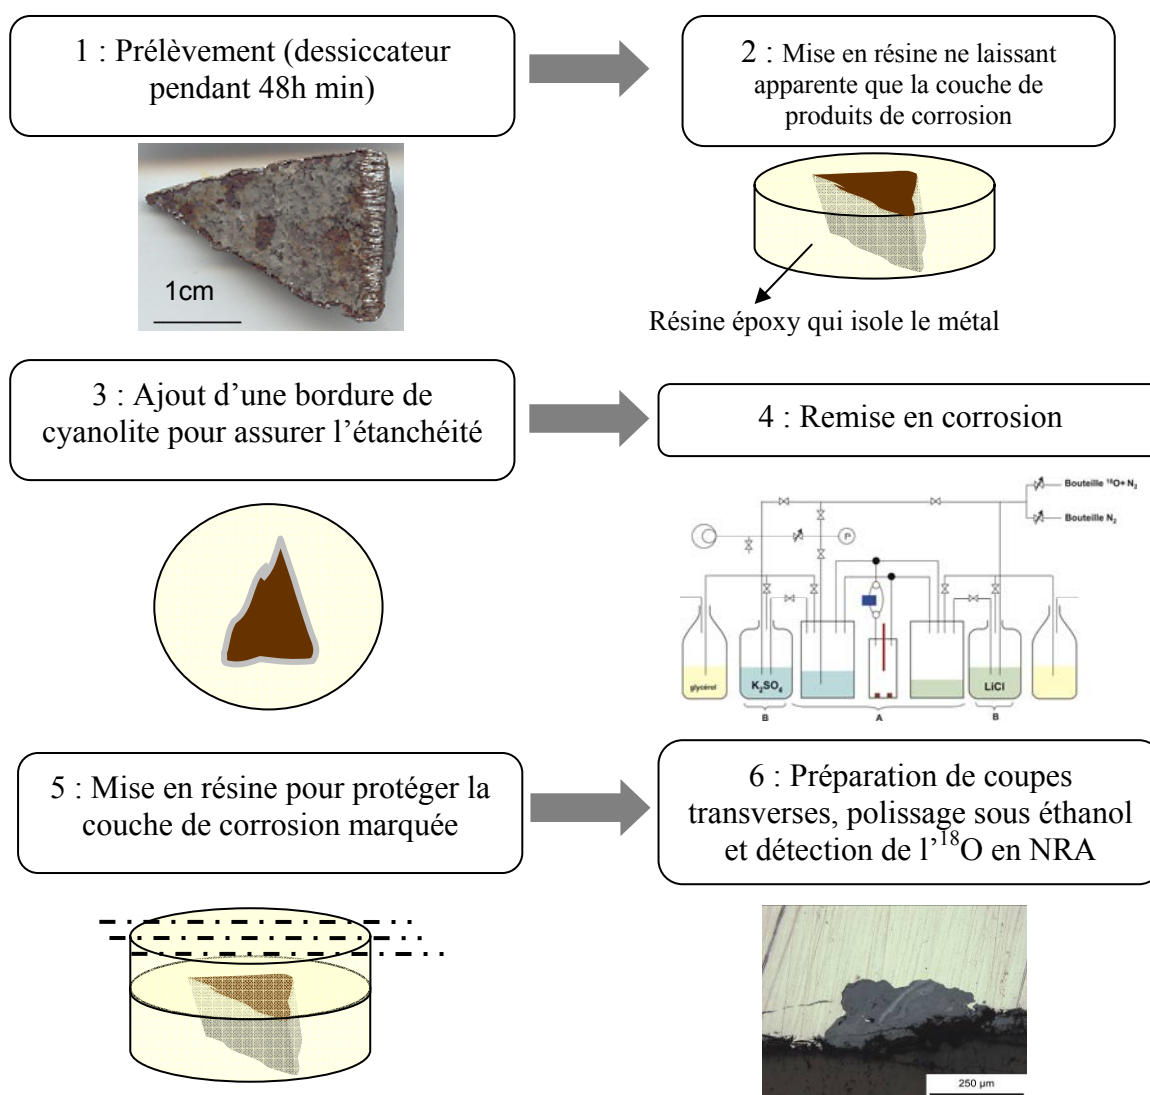 1 : Prélèvement (dessiccateur
pendant 48h min)
2 : Mise en résine ne laissant
apparente que la couche de
produits de corrosion
1cm
Résine époxy qui isole le métal
3 : Ajout d’une bordure de
cyanolite pour assurer l’étanchéité
4 : Remise en corrosion
Bouteille ¹⁸O+ N₂
Bouteille N₂
P
glycérol
K₂SO₄
LiCl
B
A
B
5 : Mise en résine pour protéger la
couche de corrosion marquée
6 : Préparation de coupes
transverses, polissage sous éthanol
et détection de l’¹⁸O en NRA
250 µm